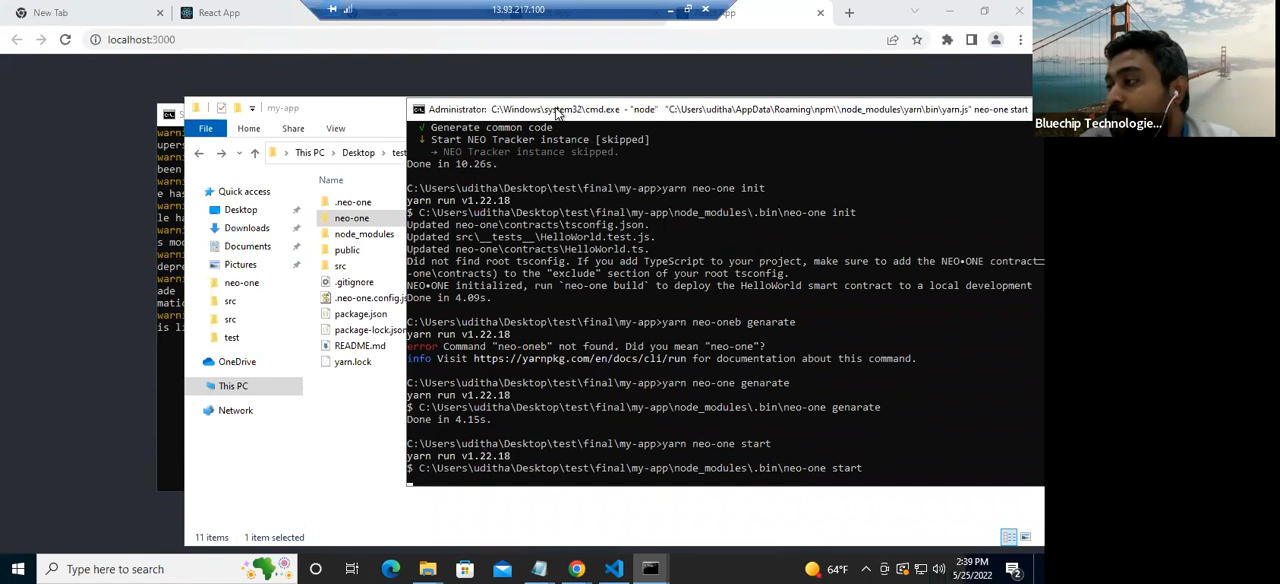 New Tab
React App
13.93.217.100
localhost:3000
my-app
File
Home
Share
View
This PC
Desktop
test
Name
Quick access
Desktop
Downloads
Documents
Pictures
neo-one
src
src
test
OneDrive
This PC
Network
.neo-one
neo-one
node_modules
public
src
.gitignore
.neo-one.config.js
package.json
package-lock.json
README.md
yarn.lock
11 items
1 item selected
Administrator: C:\Windows\system32\cmd.exe - "node" "C:\Users\uditha\AppData\Roaming\npm\\node_modules\yarn\bin\yarn.js" neo-one start
√ Generate common code
↓ Start NEO Tracker instance [skipped]
→ NEO Tracker instance skipped.
Done in 10.26s.
C:\Users\uditha\Desktop\test\final\my-app>yarn neo-one init
yarn run v1.22.18
$ C:\Users\uditha\Desktop\test\final\my-app\node_modules\.bin\neo-one init
Updated neo-one\contracts\tsconfig.json.
Updated src\__tests__\HelloWorld.test.js.
Updated neo-one\contracts\HelloWorld.ts.
Did not find root tsconfig. If you add TypeScript to your project, make sure to add the NEO•ONE contract
-one\contracts) to the "exclude" section of your root tsconfig.
NEO•ONE initialized, run `neo-one build` to deploy the HelloWorld smart contract to a local development
Done in 4.09s.
C:\Users\uditha\Desktop\test\final\my-app>yarn neo-oneb genarate
yarn run v1.22.18
error Command "neo-oneb" not found. Did you mean "neo-one"?
info Visit https://yarnpkg.com/en/docs/cli/run for documentation about this command.
C:\Users\uditha\Desktop\test\final\my-app>yarn neo-one genarate
yarn run v1.22.18
$ C:\Users\uditha\Desktop\test\final\my-app\node_modules\.bin\neo-one genarate
Done in 4.15s.
C:\Users\uditha\Desktop\test\final\my-app>yarn neo-one start
yarn run v1.22.18
$ C:\Users\uditha\Desktop\test\final\my-app\node_modules\.bin\neo-one start
Bluechip Technologie...
Type here to search
64°F
2:39 PM
5/25/2022
2